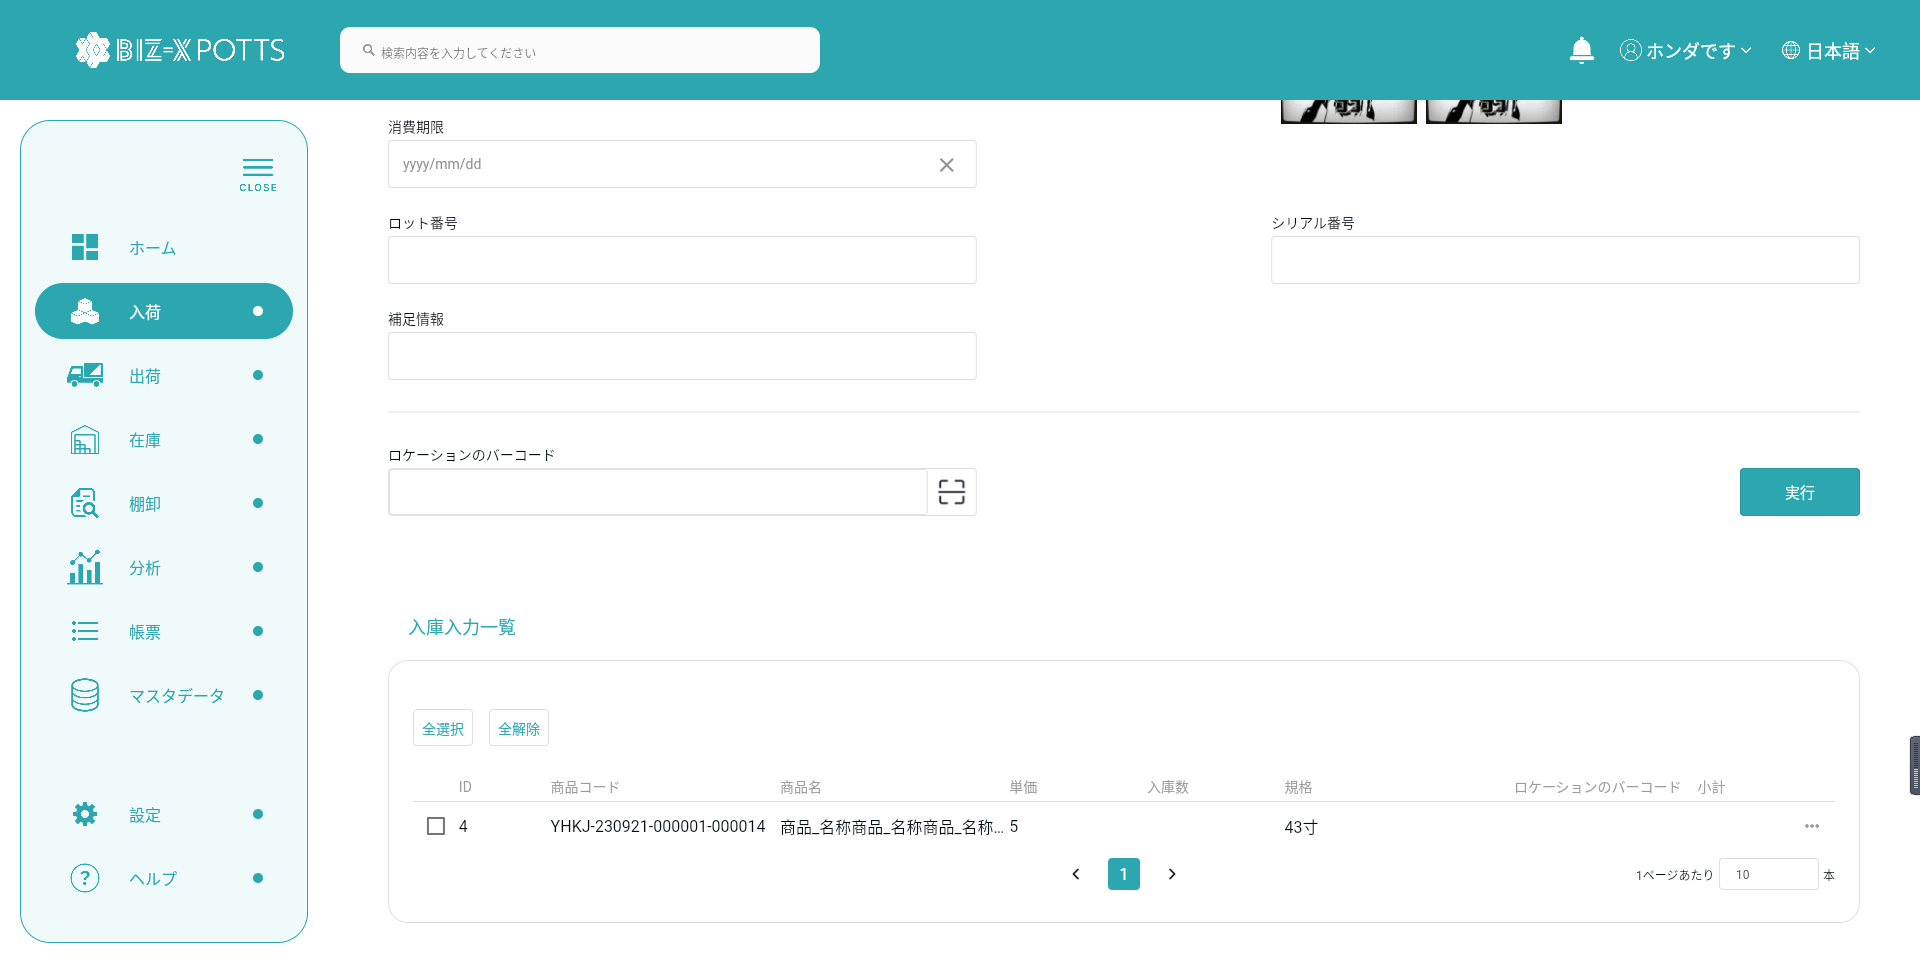 BIZ=X POTTS
検索内容を入力してください
ホンダです
日本語
CLOSE
ホーム
入荷
出荷
在庫
棚卸
分析
帳票
マスタデータ
設定
ヘルプ
消費期限
yyyy/mm/dd
ロット番号
シリアル番号
補足情報
ロケーションのバーコード
実行
入庫入力一覧
全選択 全解除
ID 商品コード 商品名 単価 入庫数 規格 ロケーションのバーコード 小計
4 YHKJ-230921-000001-000014 商品_名称商品_名称商品_名称... 5 43寸
1
1ページあたり 10 本